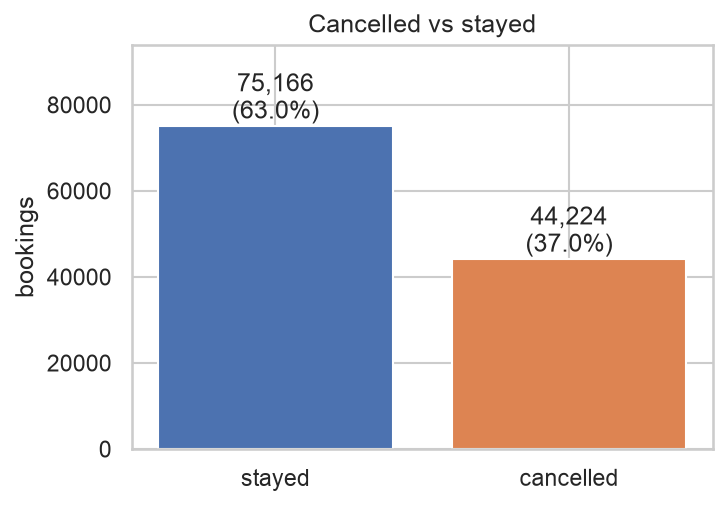 Cancelled vs stayed
75,166
(63.0%)
44,224
(37.0%)
80000
60000
40000
20000
0
bookings
stayed
cancelled